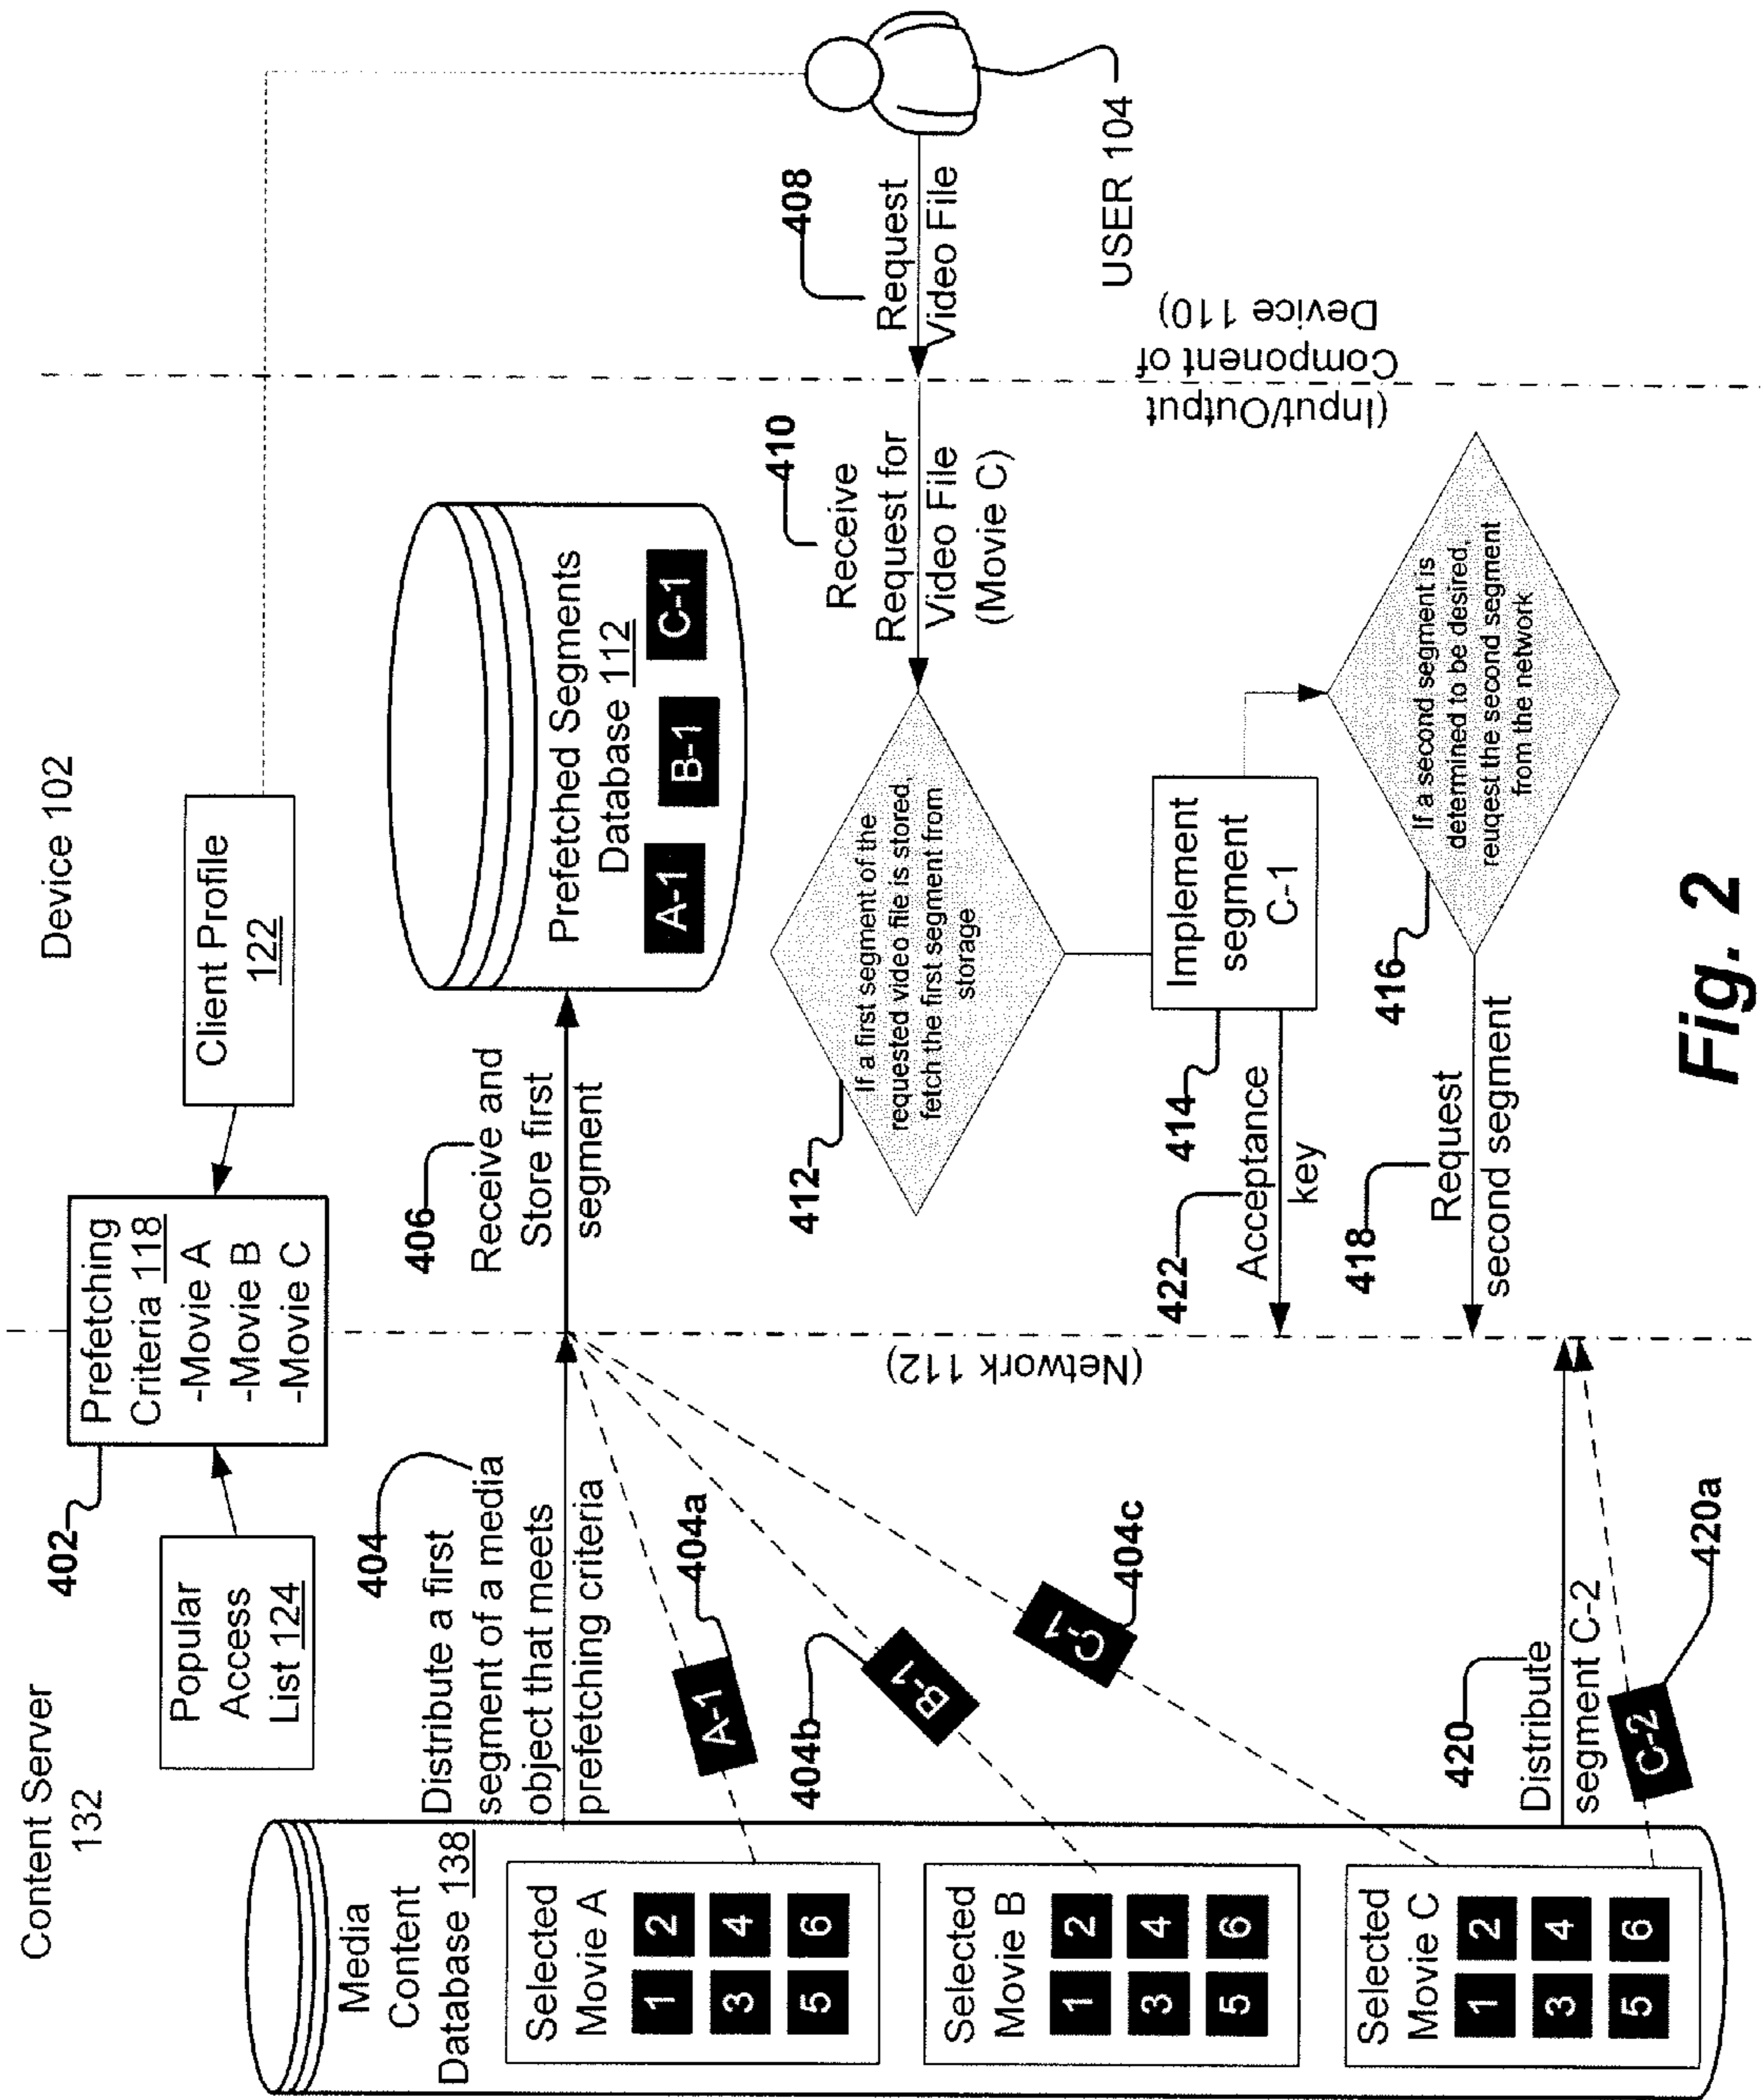 Content Server
132
Device 102
Popular
Access
List 124
402
Prefetching
Criteria 118
-Movie A
-Movie B
-Movie C
Client Profile
122
Media
Content
Database 138
Selected
Movie A
1 2
3 4
5 6
Selected
Movie B
1 2
3 4
5 6
Selected
Movie C
1 2
3 4
5 6
404
Distribute a first
segment of a media
object that meets
prefetching criteria
A-1
404a
B-1
404b
C-1
404c
406
Receive and
Store first
segment
Prefetched Segments
Database 112
A-1 B-1 C-1
(Network 112)
408
Request
Video File
USER 104
(Input/Output
Component of
Device 110)
410
Receive
Request for
Video File
(Movie C)
412
If a first segment of the
requested video file is stored,
fetch the first segment from
storage
414
Implement
segment
C-1
422
Acceptance
key
416
If a second segment is
determined to be desired,
reuqest the second segment
from the network
418
Request
second segment
420
Distribute
segment C-2
C-2
420a
Fig. 2